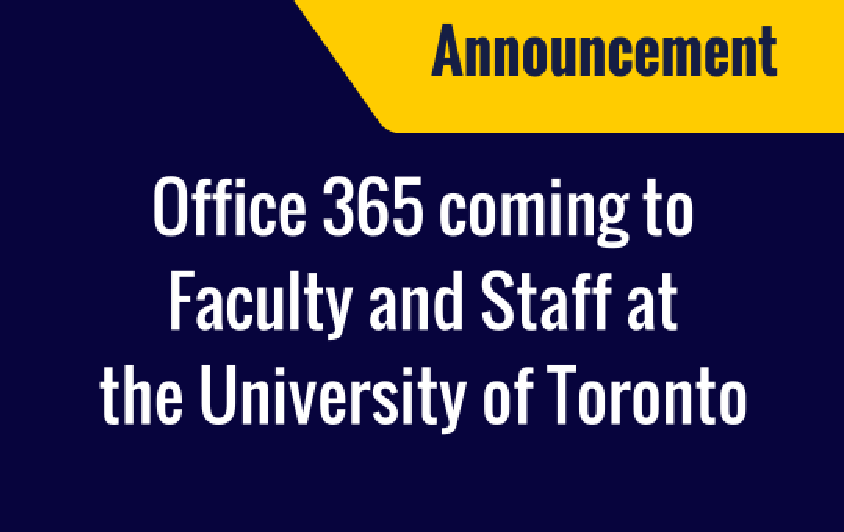 Announcement
Office 365 coming to
Faculty and Staff at
the University of Toronto